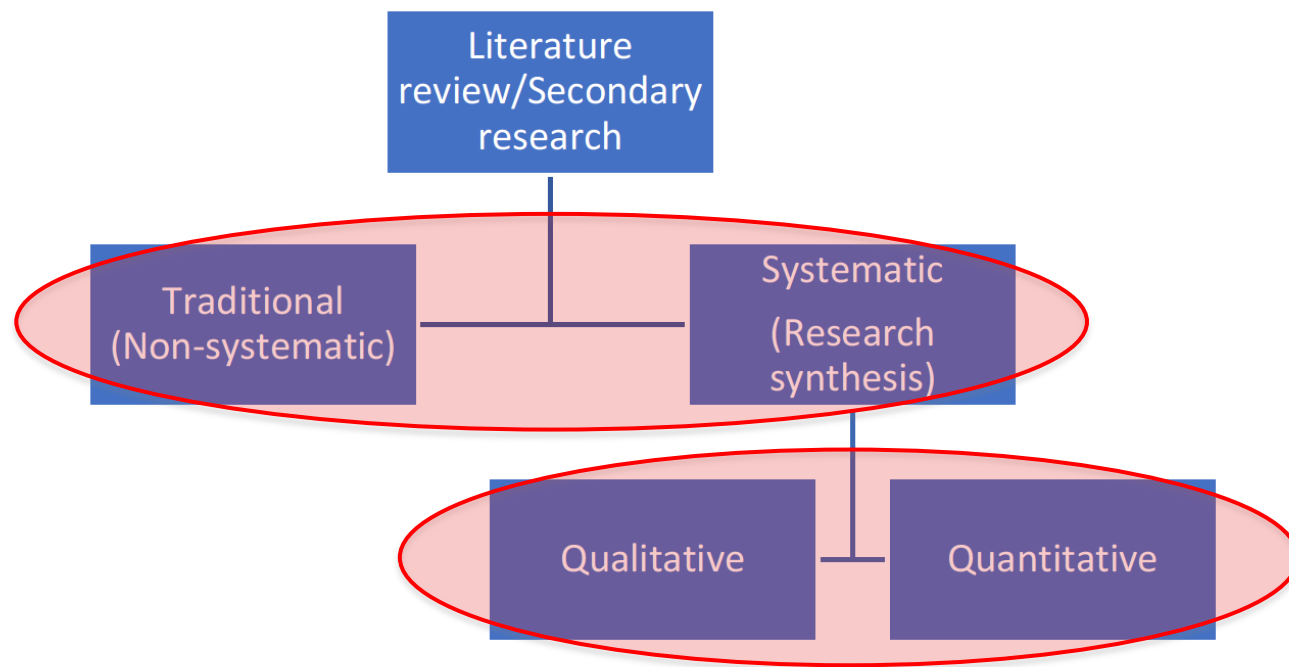 Literature
review/Secondary
research
Traditional
(Non-systematic)
Systematic
(Research
synthesis)
Qualitative
Quantitative